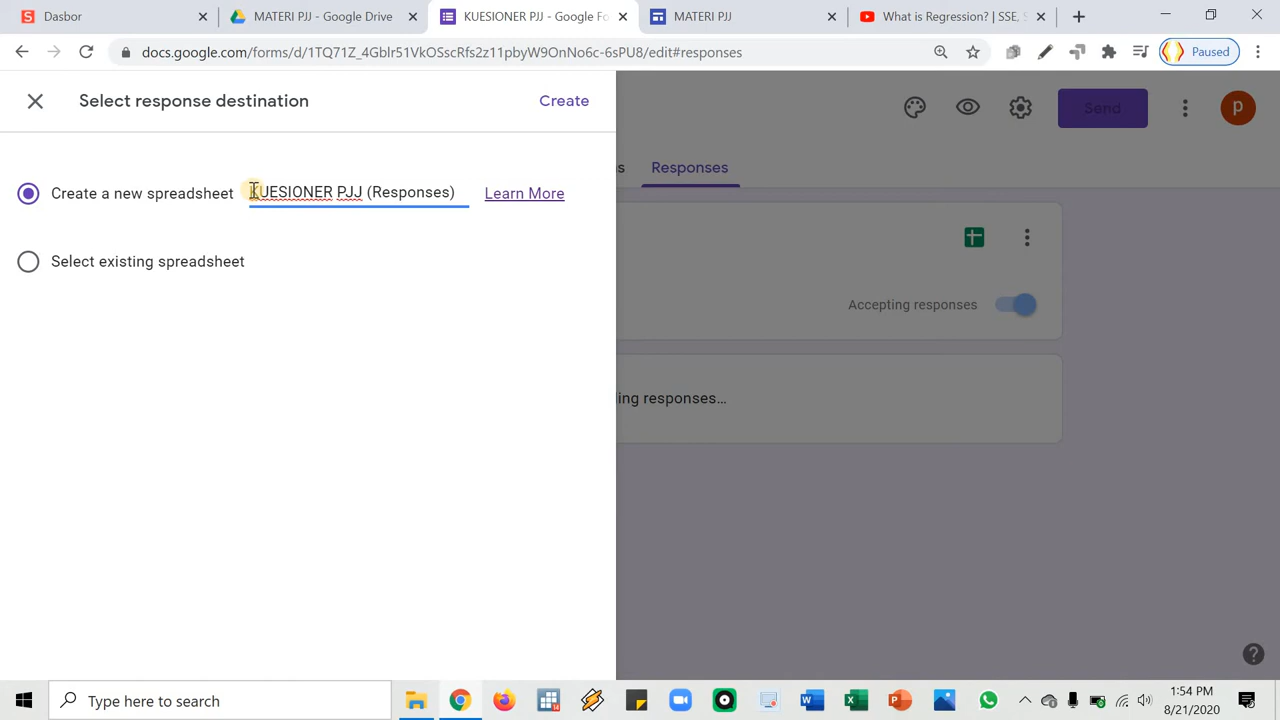 Dasbor
MATERI PJJ - Google Drive
KUESIONER PJJ - Google Fo
MATERI PJJ
What is Regression? | SSE, S
docs.google.com/forms/d/1TQ71Z_4Gblr51VkOSscRfs2z11pbyW9OnNo6c-6sPU8/edit#responses
Paused
Select response destination
Create
Send
p
s
Responses
Create a new spreadsheet
KUESIONER PJJ (Responses)
Learn More
Select existing spreadsheet
Accepting responses
ing responses...
Type here to search
1:54 PM
8/21/2020